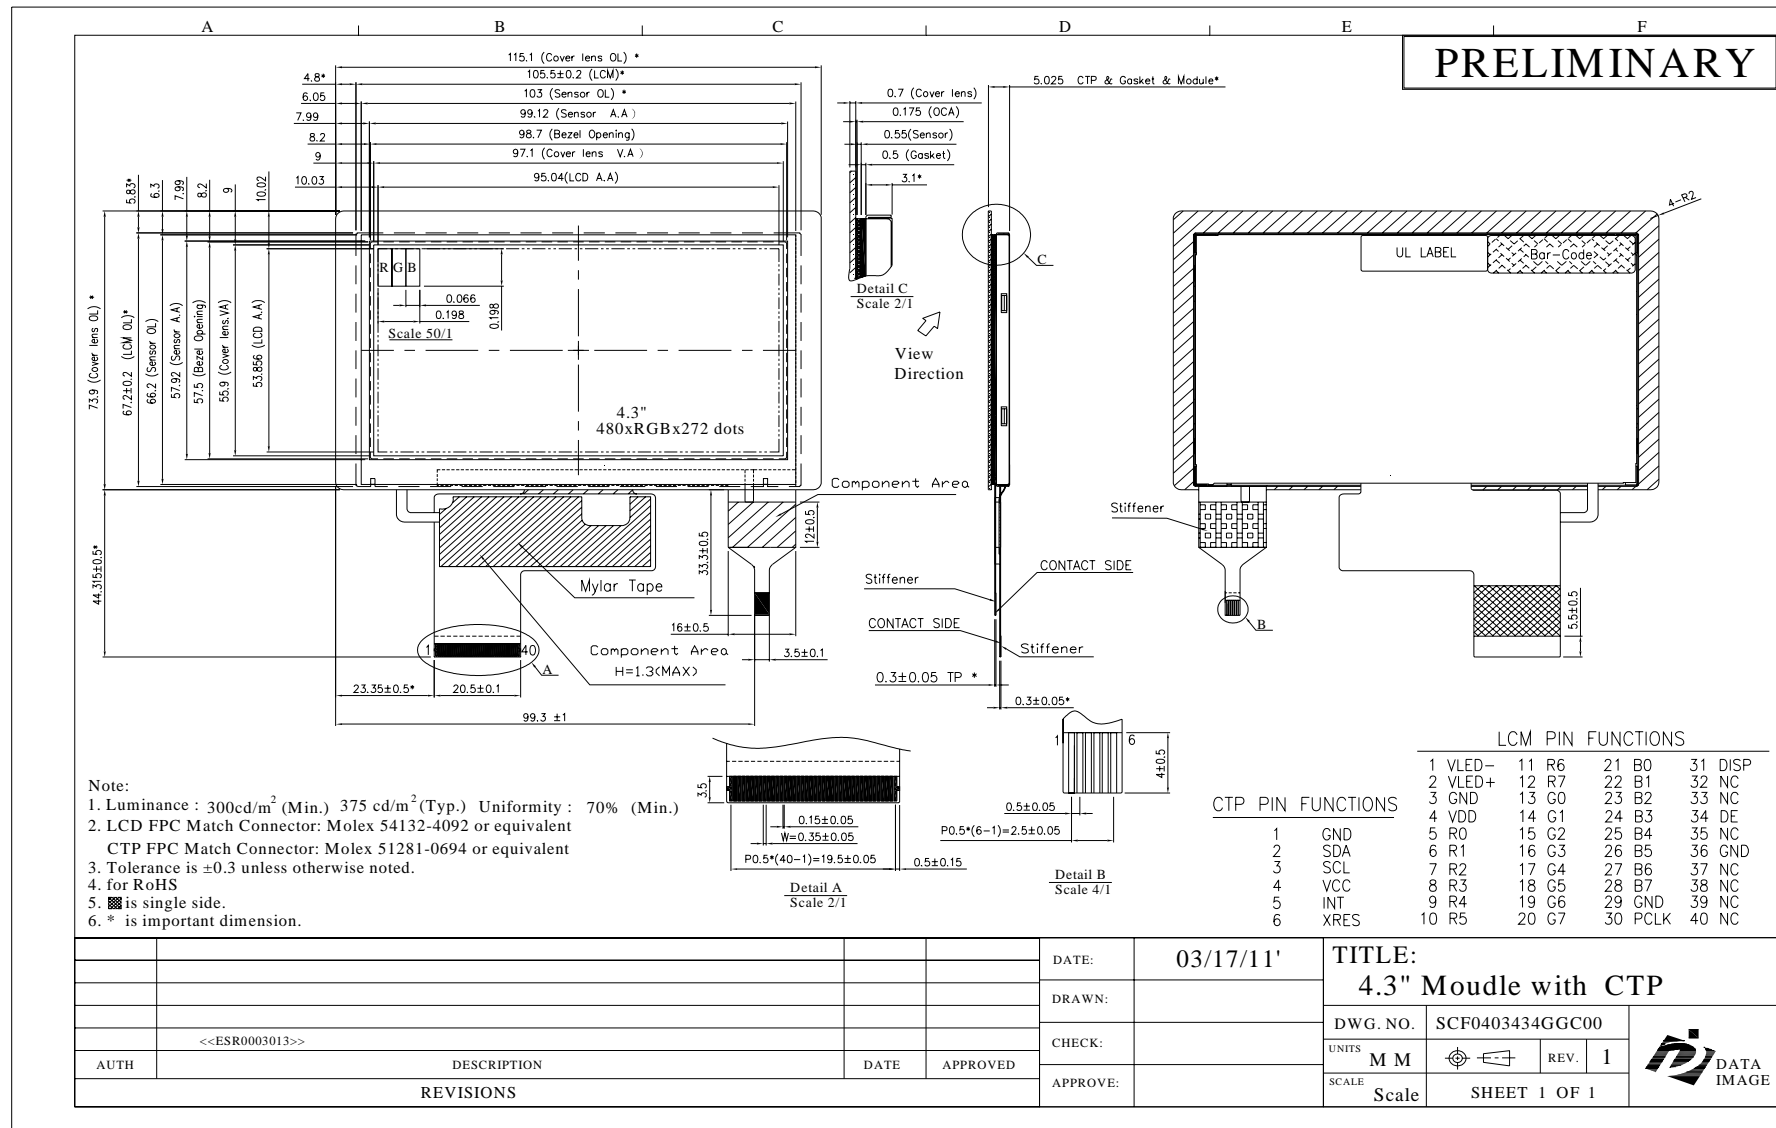 A B C D E F
PRELIMINARY
115.1 (Cover lens OL) *
4.8* 105.5±0.2 (LCM)*
6.05 103 (Sensor OL) *
7.99 99.12 (Sensor A.A)
8.2 98.7 (Bezel Opening)
9 97.1 (Cover lens V.A)
10.03 95.04(LCD A.A)
5.83*
6.3
7.99
8.2
9
10.02
73.9 (Cover lens OL) *
67.2±0.2 (LCM OL)*
66.2 (Sensor OL)
57.92 (Sensor A.A)
57.5 (Bezel Opening)
55.9 (Cover lens.VA)
53.856 (LCD A.A)
44.315±0.5*
R G B
0.066
0.198
0.198
Scale 50/1
4.3"
480xRGBx272 dots
5.025 CTP & Gasket & Module*
0.7 (Cover lens)
0.175 (OCA)
0.55(Sensor)
0.5 (Gasket)
3.1*
Detail C
Scale 2/1
C
View
Direction
4-R2
UL LABEL
Bar-Code
Component Area
12±0.5
33.3±0.5
Mylar Tape
16±0.5
3.5±0.1
Component Area
H=1.3(MAX)
1 40
A
23.35±0.5* 20.5±0.1
99.3 ±1
Stiffener
CONTACT SIDE
CONTACT SIDE
Stiffener
0.3±0.05 TP *
0.3±0.05*
Stiffener
B
5.5±0.5
3.5
0.15±0.05
W=0.35±0.05
P0.5*(40-1)=19.5±0.05
0.5±0.15
Detail A
Scale 2/1
1 6
4±0.5
0.5±0.05
P0.5*(6-1)=2.5±0.05
Detail B
Scale 4/1
CTP PIN FUNCTIONS
1 GND
2 SDA
3 SCL
4 VCC
5 INT
6 XRES
LCM PIN FUNCTIONS
1 VLED- 11 R6 21 B0 31 DISP
2 VLED+ 12 R7 22 B1 32 NC
3 GND 13 G0 23 B2 33 NC
4 VDD 14 G1 24 B3 34 DE
5 R0 15 G2 25 B4 35 NC
6 R1 16 G3 26 B5 36 GND
7 R2 17 G4 27 B6 37 NC
8 R3 18 G5 28 B7 38 NC
9 R4 19 G6 29 GND 39 NC
10 R5 20 G7 30 PCLK 40 NC
Note:
1. Luminance : 300cd/m² (Min.) 375 cd/m² (Typ.) Uniformity : 70% (Min.)
2. LCD FPC Match Connector: Molex 54132-4092 or equivalent
CTP FPC Match Connector: Molex 51281-0694 or equivalent
3. Tolerance is ±0.3 unless otherwise noted.
4. for RoHS
5. is single side.
6. * is important dimension.
<<ESR0003013>>
AUTH DESCRIPTION DATE APPROVED
REVISIONS
DATE: 03/17/11'
DRAWN:
CHECK:
APPROVE:
TITLE:
4.3" Moudle with CTP
DWG. NO. SCF0403434GGC00
UNITS M M REV. 1
SCALE Scale SHEET 1 OF 1
DATA
IMAGE